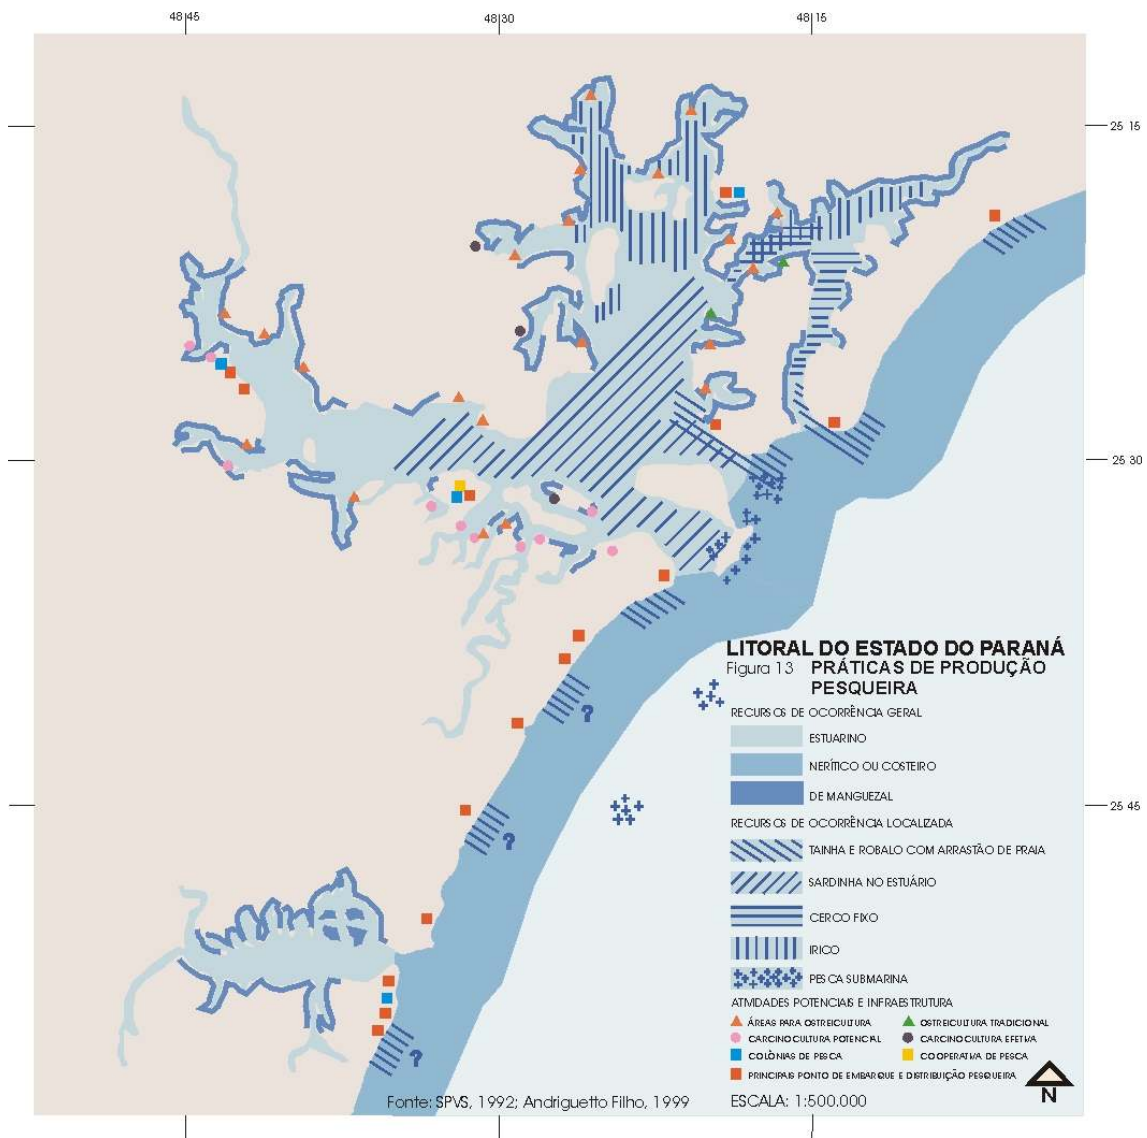 48 45
48 30
48 15
25 15
25 30
25 45
?
?
?
LITORAL DO ESTADO DO PARANÁ
Figura 13 PRÁTICAS DE PRODUÇÃO
PESQUEIRA
RECURSOS DE OCORRÊNCIA GERAL
ESTUARINO
NERÍTICO OU COSTEIRO
DE MANGUEZAL
RECURSOS DE OCORRÊNCIA LOCALIZADA
TAINHA E ROBALO COM ARRASTÃO DE PRAIA
SARDINHA NO ESTUÁRIO
CERCO FIXO
IRICO
PESCA SUBMARINA
ATIVIDADES POTENCIAIS E INFRAESTRUTURA
ÁREAS PARA OSTREICULTURA
OSTREICULTURA TRADICIONAL
CARCINOCULTURA POTENCIAL
CARCINOCULTURA EFETIVA
COLÔNIAS DE PESCA
COOPERATIVA DE PESCA
PRINCIPAIS PONTO DE EMBARQUE E DISTRIBUIÇÃO PESQUEIRA
N
Fonte: SPVS, 1992; Andriguetto Filho, 1999
ESCALA: 1:500.000